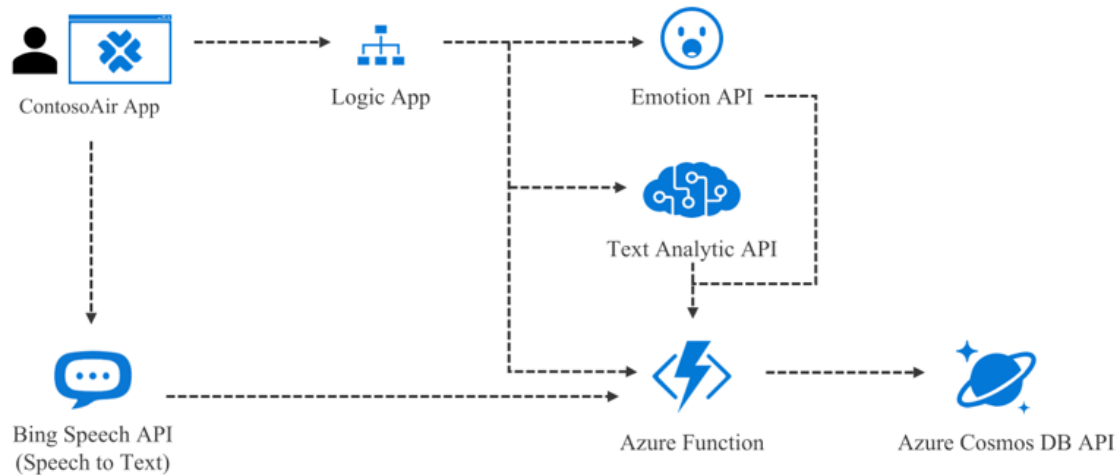 ContosoAir App
Logic App
Emotion API
Text Analytic API
Bing Speech API
(Speech to Text)
Azure Function
Azure Cosmos DB API